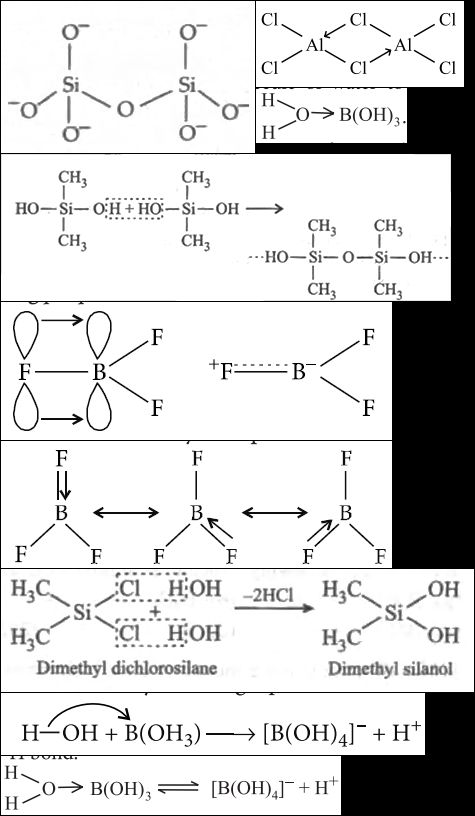 O⁻ O⁻
Si Si
⁻O O O⁻
O⁻ O⁻
Cl Cl Cl
Al Al
Cl Cl Cl
H
O→B(OH)₃.
H
CH₃ CH₃
HO—Si—OH + HO—Si—OH ⟶
CH₃ CH₃
CH₃ CH₃
---HO—Si—O—Si—OH---
CH₃ CH₃
F
F—B
F
F
⁺F B⁻
F
F F F
B ⟷ B ⟷ B
F F F F F F
H₃C Cl H OH –2HCl H₃C OH
Si + Si
H₃C Cl H OH H₃C OH
Dimethyl dichlorosilane Dimethyl silanol
H—OH + B(OH₃) ⟶ [B(OH)₄]⁻ + H⁺
H bond.
H
O→B(OH)₃ ⇌ [B(OH)₄]⁻ + H⁺
H